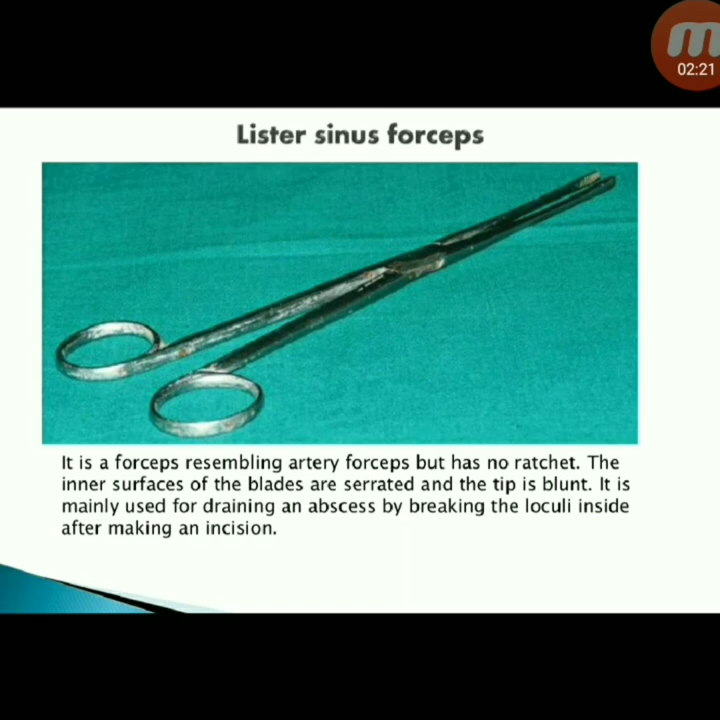 02:21
Lister sinus forceps
It is a forceps resembling artery forceps but has no ratchet. The
inner surfaces of the blades are serrated and the tip is blunt. It is
mainly used for draining an abscess by breaking the loculi inside
after making an incision.